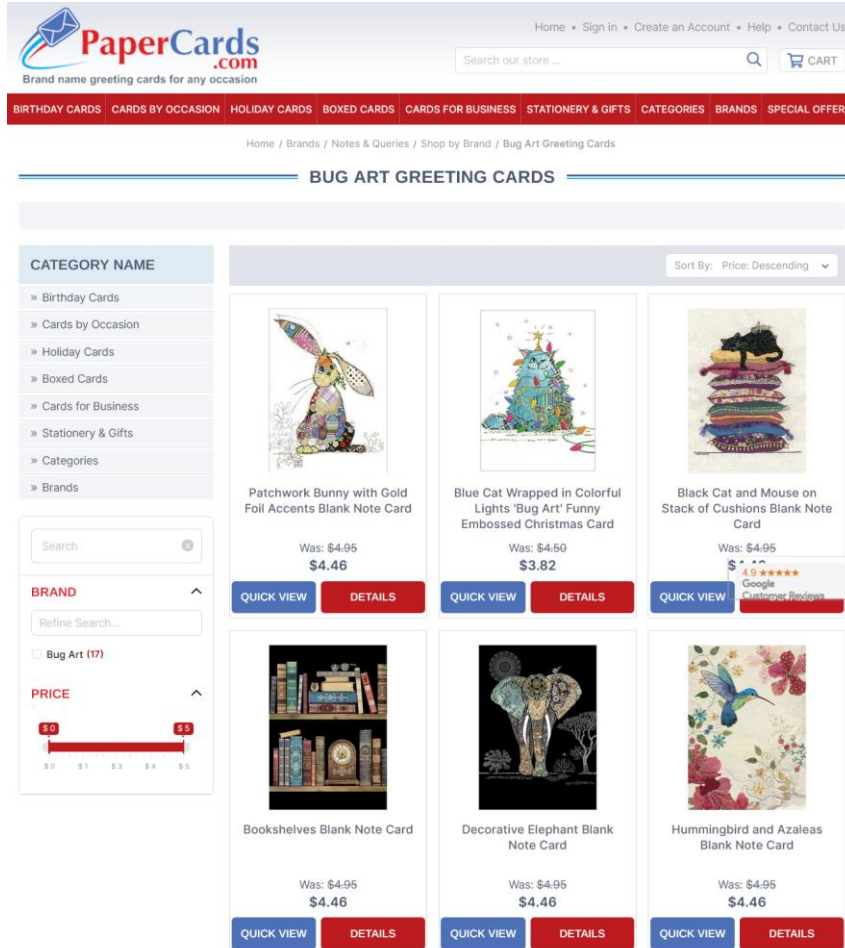 Home • Sign in • Create an Account • Help • Contact Us
PaperCards
.com
Brand name greeting cards for any occasion
Search our store ...
CART
BIRTHDAY CARDS CARDS BY OCCASION HOLIDAY CARDS BOXED CARDS CARDS FOR BUSINESS STATIONERY & GIFTS CATEGORIES BRANDS SPECIAL OFFER
Home / Brands / Notes & Queries / Shop by Brand / Bug Art Greeting Cards
BUG ART GREETING CARDS
CATEGORY NAME
» Birthday Cards
» Cards by Occasion
» Holiday Cards
» Boxed Cards
» Cards for Business
» Stationery & Gifts
» Categories
» Brands
Search
BRAND
Refine Search...
Bug Art (17)
PRICE
$0 $5
$0 $1 $3 $4 $5
Sort By: Price: Descending
Patchwork Bunny with Gold
Foil Accents Blank Note Card
Was: $4.95
$4.46
QUICK VIEW DETAILS
Blue Cat Wrapped in Colorful
Lights 'Bug Art' Funny
Embossed Christmas Card
Was: $4.50
$3.82
QUICK VIEW DETAILS
Black Cat and Mouse on
Stack of Cushions Blank Note
Card
Was: $4.95
QUICK VIEW
4.9 ★★★★★
Google
Customer Reviews
Bookshelves Blank Note Card
Was: $4.95
$4.46
QUICK VIEW DETAILS
Decorative Elephant Blank
Note Card
Was: $4.95
$4.46
QUICK VIEW DETAILS
Hummingbird and Azaleas
Blank Note Card
Was: $4.95
$4.46
QUICK VIEW DETAILS